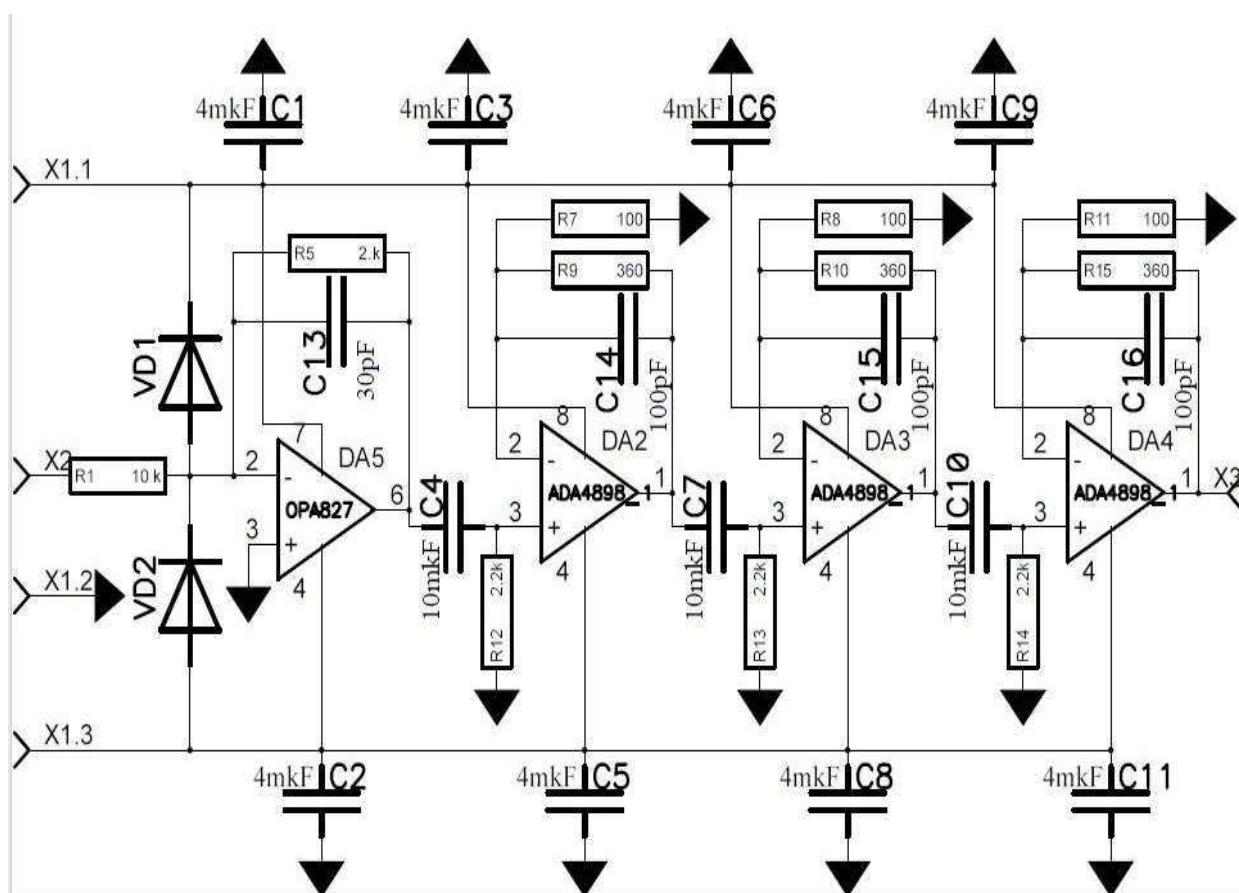 4mkF C1
4mkF C3
4mkF C6
4mkF C9
X1.1
R7 100
R8 100
R11 100
R5 2.k
R9 360
R10 360
R15 360
VD1
C13
30pF
C14
100pF
C15
100pF
C16
100pF
7
8
8
8
DA5
DA2
DA3
DA4
X2
R1 10 k
2
-
OPA827
6
3
+
4
C4
10mkF
2
-
ADA4898_1
1
3
+
4
C7
10mkF
2
-
ADA4898_1
1
3
+
4
C10
10mkF
2
-
ADA4898_1
1
3
+
4
X3
X1.2
VD2
R12 2.2k
R13 2.2k
R14 2.2k
X1.3
4mkF C2
4mkF C5
4mkF C8
4mkF C11